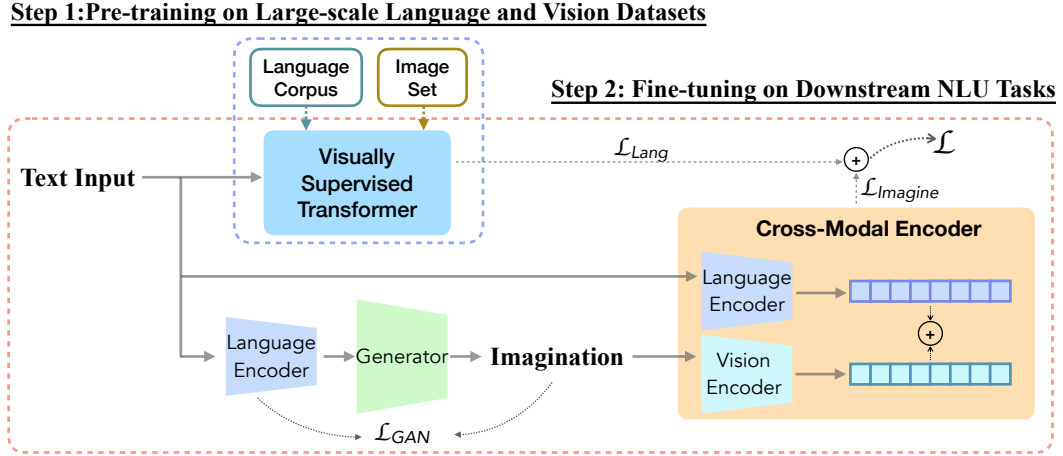 Step 1:Pre-training on Large-scale Language and Vision Datasets
Language
Corpus
Image
Set
Step 2: Fine-tuning on Downstream NLU Tasks
Text Input
Visually
Supervised
Transformer
ℒLang
+
ℒ
ℒImagine
Cross-Modal Encoder
Language
Encoder
+
Language
Encoder
Generator
Imagination
Vision
Encoder
ℒGAN